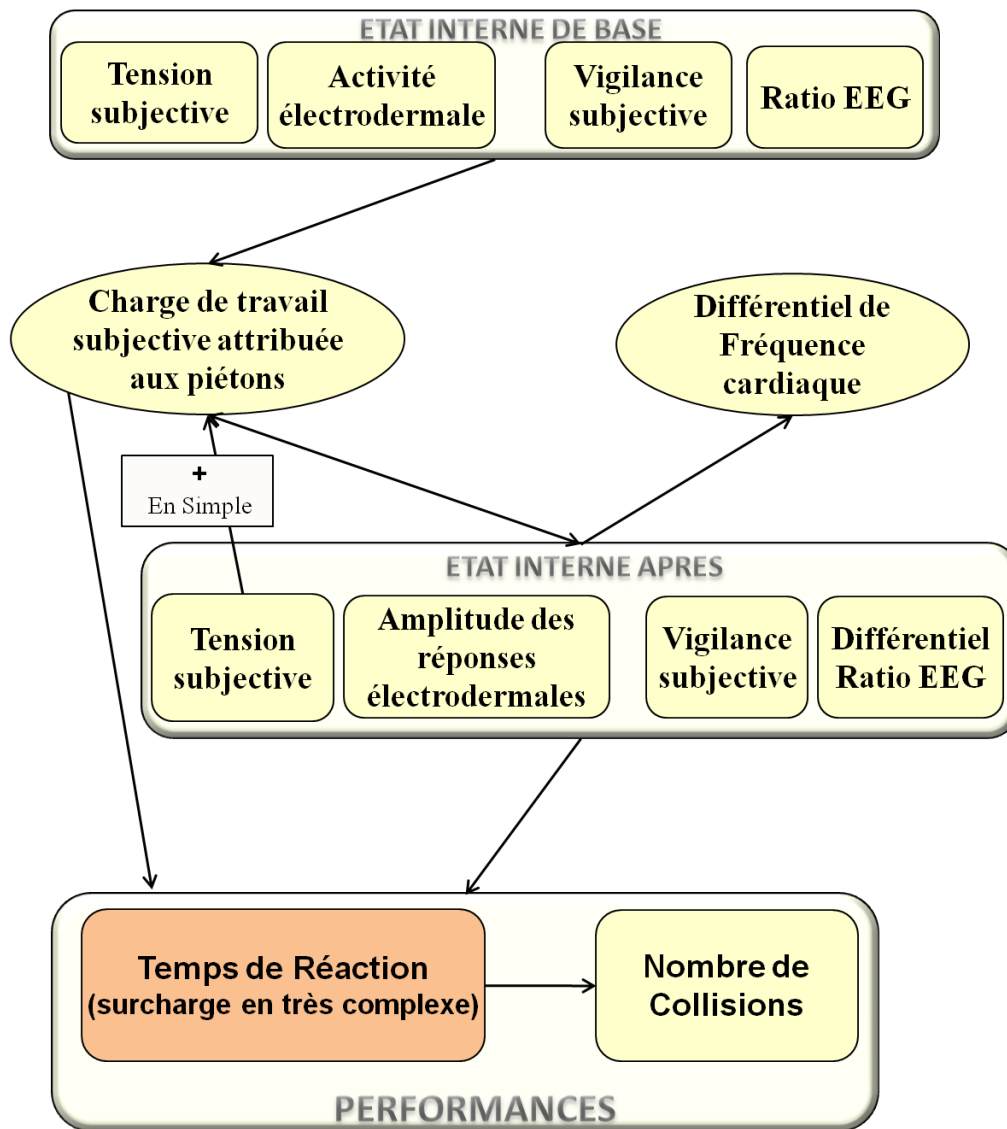 ETAT INTERNE DE BASE
Tension
subjective
Activité
électrodermale
Vigilance
subjective
Ratio EEG
Charge de travail
subjective attribuée
aux piétons
Différentiel de
Fréquence
cardiaque
+
En Simple
ETAT INTERNE APRES
Tension
subjective
Amplitude des
réponses
électrodermales
Vigilance
subjective
Différentiel
Ratio EEG
Temps de Réaction
(surcharge en très complexe)
Nombre de
Collisions
PERFORMANCES